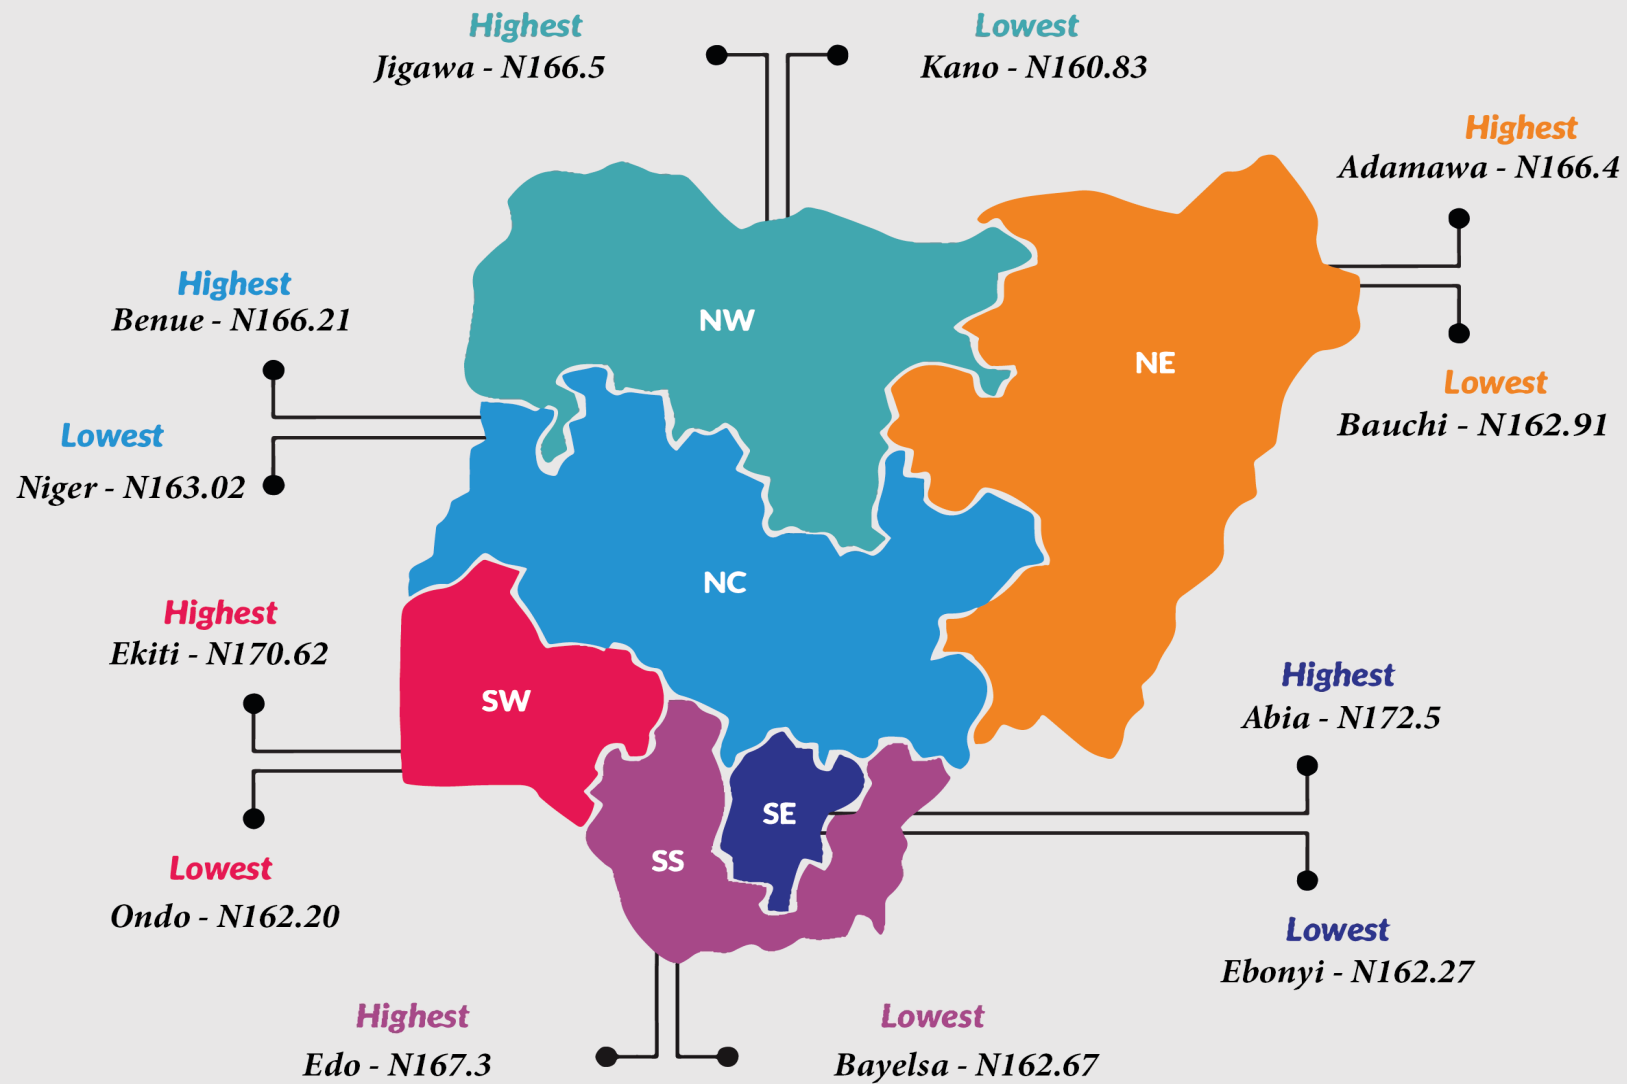 Highest
Jigawa - N166.5
Lowest
Kano - N160.83
Highest
Adamawa - N166.4
Highest
Benue - N166.21
NW
NE
Lowest
Bauchi - N162.91
Lowest
Niger - N163.02
NC
Highest
Ekiti - N170.62
SW
Highest
Abia - N172.5
SE
SS
Lowest
Ondo - N162.20
Lowest
Ebonyi - N162.27
Highest
Edo - N167.3
Lowest
Bayelsa - N162.67